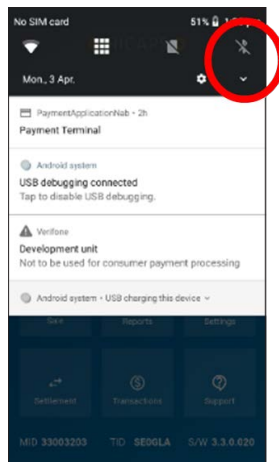 No SIM card
51%
Mon., 3 Apr.
PaymentApplicationNab • 2h
Payment Terminal
Android system
USB debugging connected
Tap to disable USB debugging.
Verifone
Development unit
Not to be used for consumer payment processing
Android system • USB charging this device
Sale
Reports
Settings
Settlement
Transactions
Support
MID 33003203
TID SE00LA
S/W 3.3.0.020